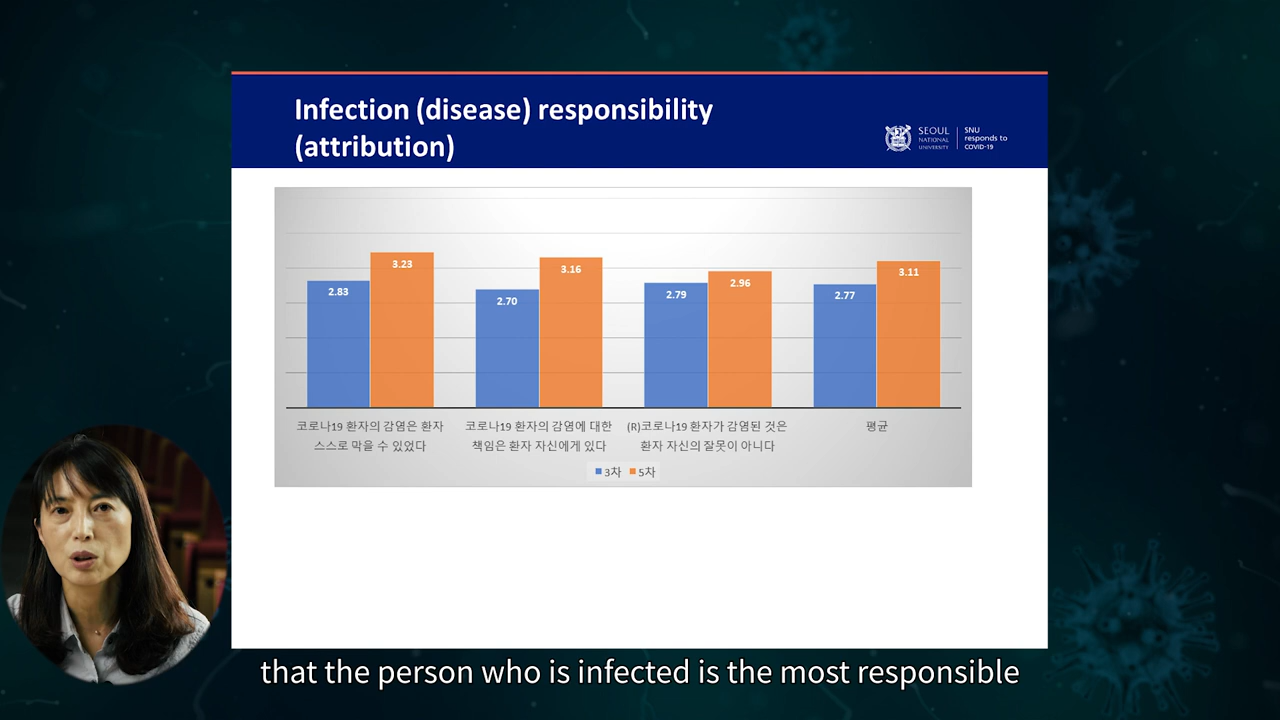 Infection (disease) responsibility
(attribution)
SEOUL
NATIONAL
UNIVERSITY
SNU
responds to
COVID-19
2.83
3.23
2.70
3.16
2.79
2.96
2.77
3.11
코로나19 환자의 감염은 환자
스스로 막을 수 있었다
코로나19 환자의 감염에 대한
책임은 환자 자신에게 있다
(R)코로나19 환자가 감염된 것은
환자 자신의 잘못이 아니다
평균
3차 5차
that the person who is infected is the most responsible